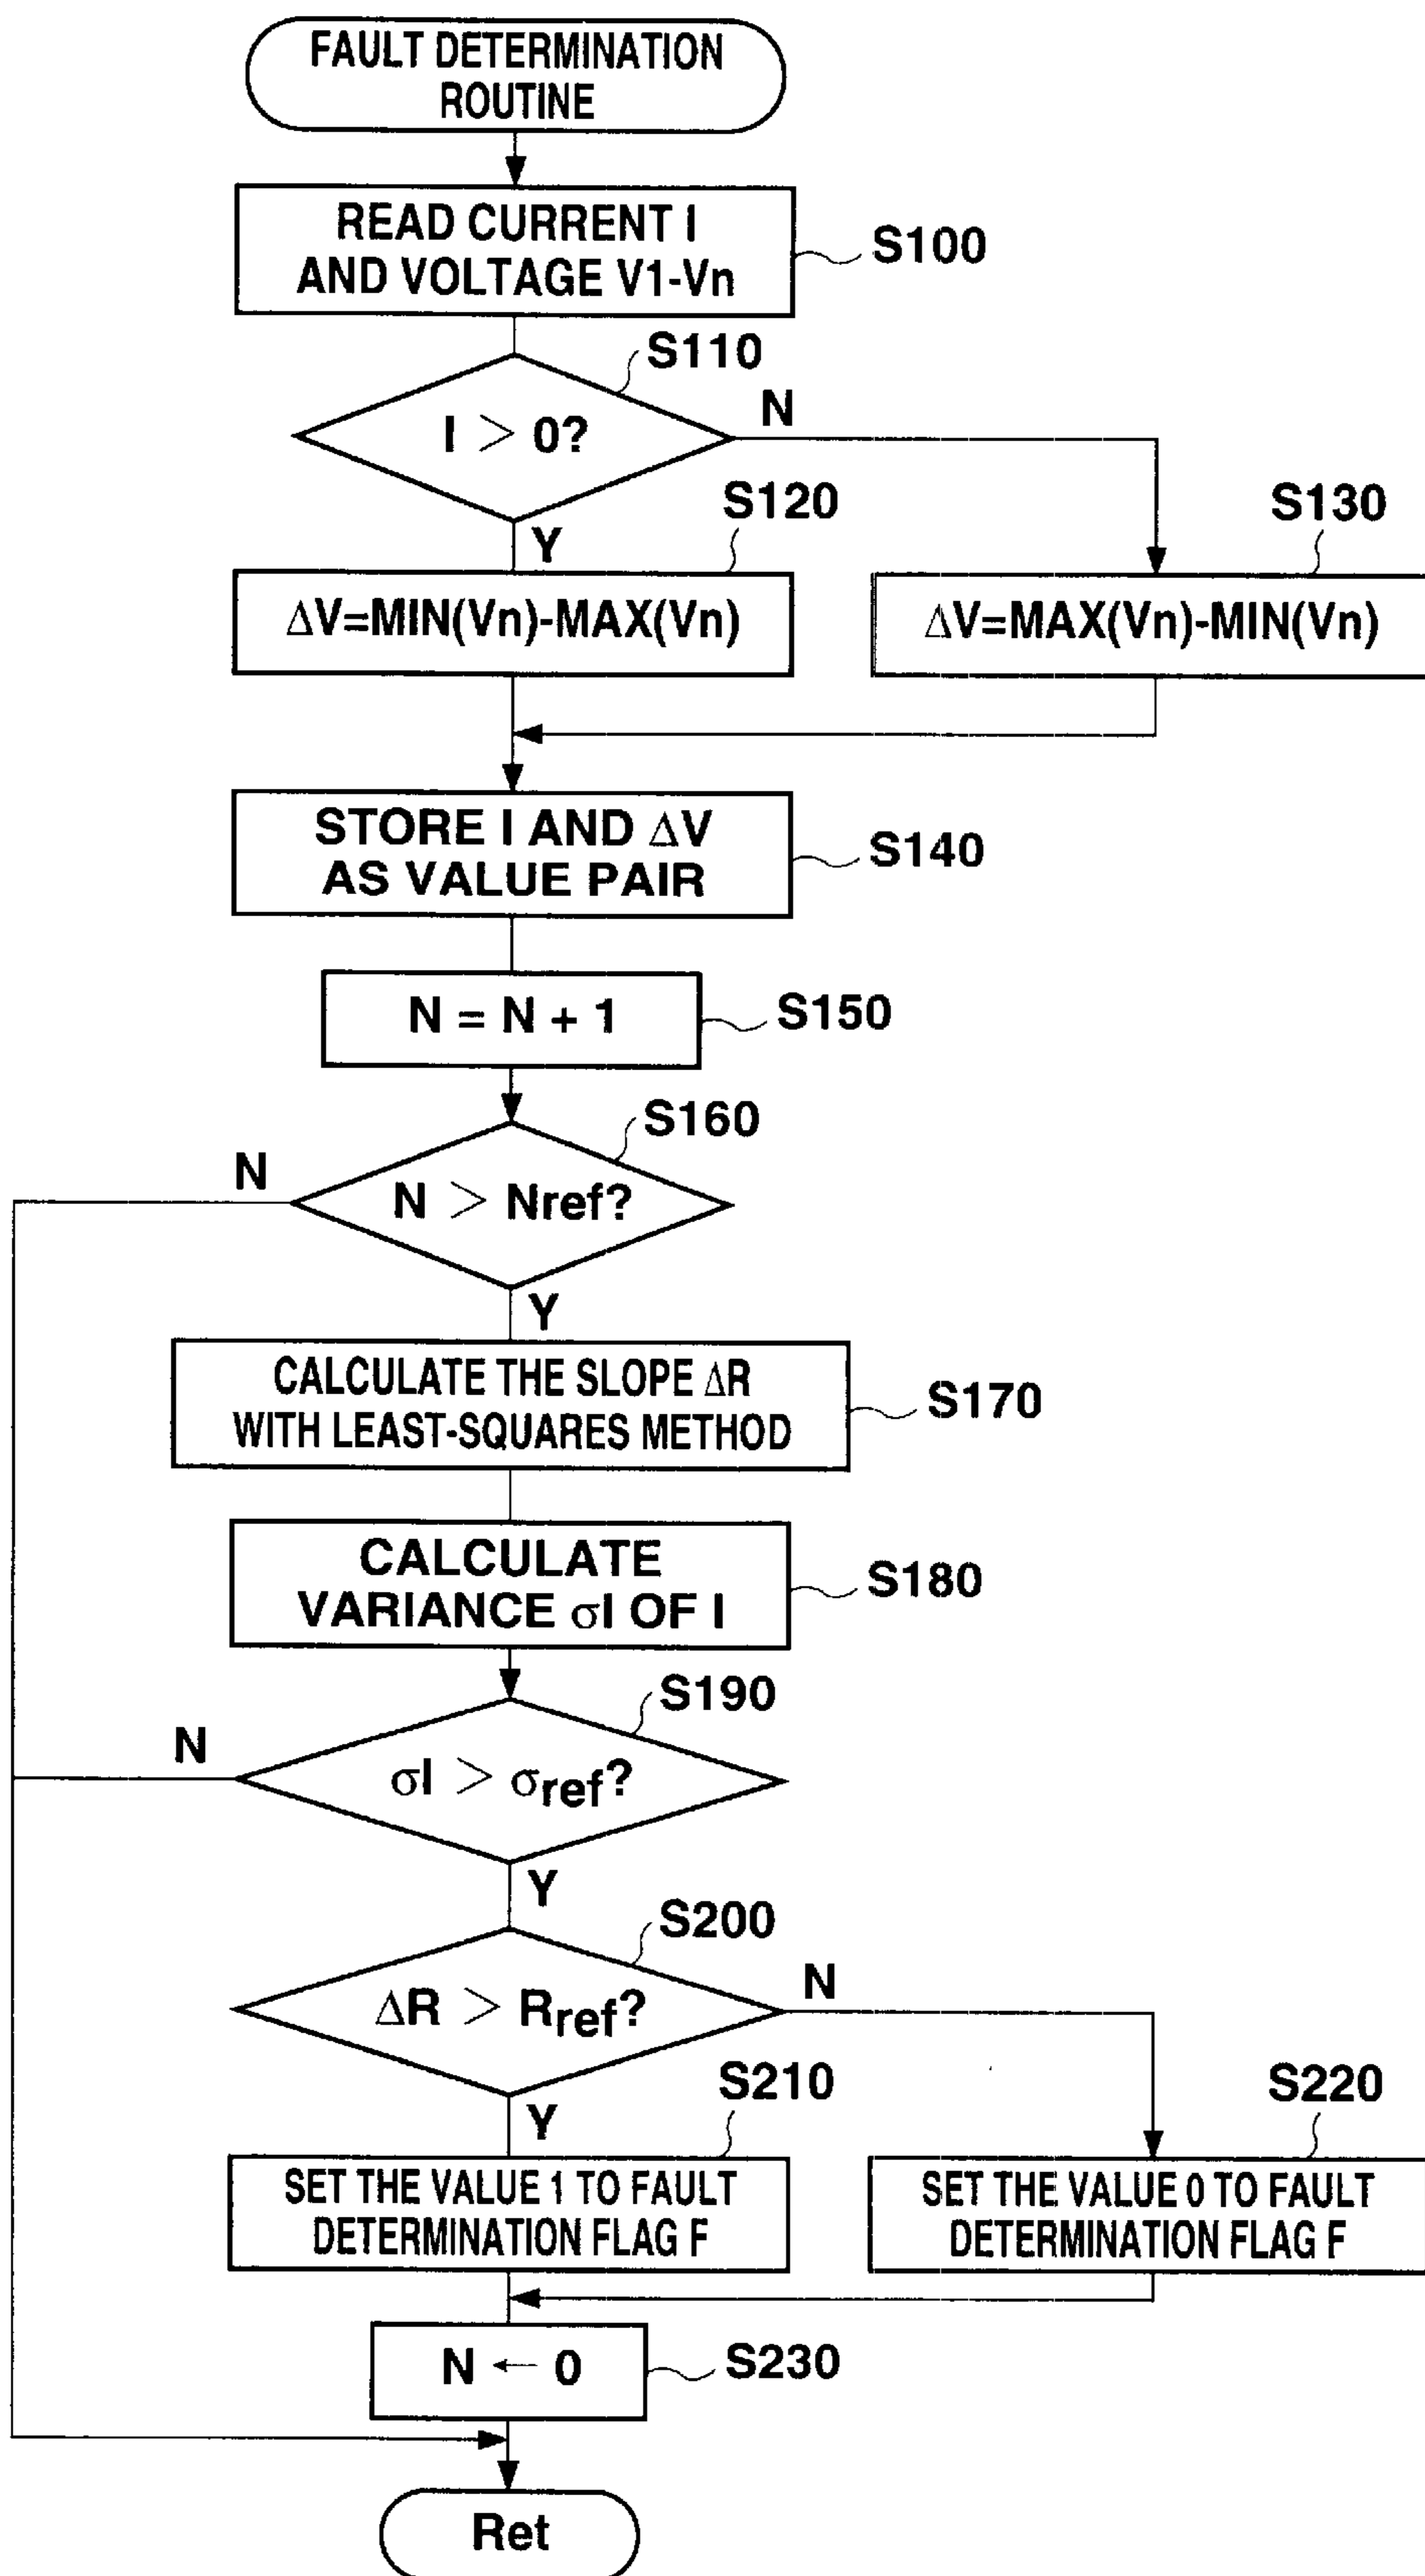 FAULT DETERMINATION
ROUTINE
READ CURRENT I
AND VOLTAGE V1-Vn
S100
S110
I > 0?
N
Y
S120
S130
ΔV=MIN(Vn)-MAX(Vn)
ΔV=MAX(Vn)-MIN(Vn)
STORE I AND ΔV
AS VALUE PAIR
S140
N = N + 1
S150
S160
N
N > Nref?
Y
CALCULATE THE SLOPE ΔR
WITH LEAST-SQUARES METHOD
S170
CALCULATE
VARIANCE σI OF I
S180
S190
N
σI > σref?
Y
S200
ΔR > Rref?
N
Y
S210
S220
SET THE VALUE 1 TO FAULT
DETERMINATION FLAG F
SET THE VALUE 0 TO FAULT
DETERMINATION FLAG F
N ← 0
S230
Ret